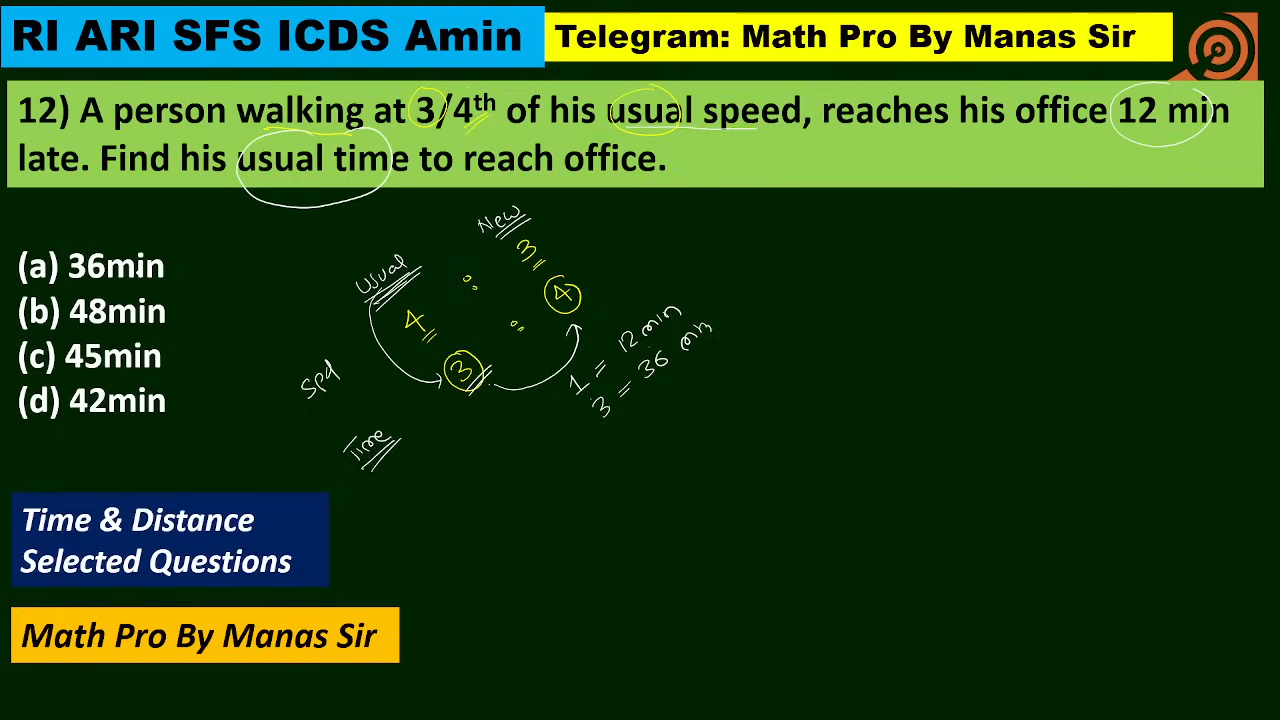 RI ARI SFS ICDS Amin
Telegram: Math Pro By Manas Sir
12) A person walking at 3/4th of his usual speed, reaches his office 12 min
late. Find his usual time to reach office.
(a) 36min
(b) 48min
(c) 45min
(d) 42min
Usual New
Spd 4 : 3
Time 3 : 4
1 = 12 min
3 = 36 min
Time & Distance
Selected Questions
Math Pro By Manas Sir